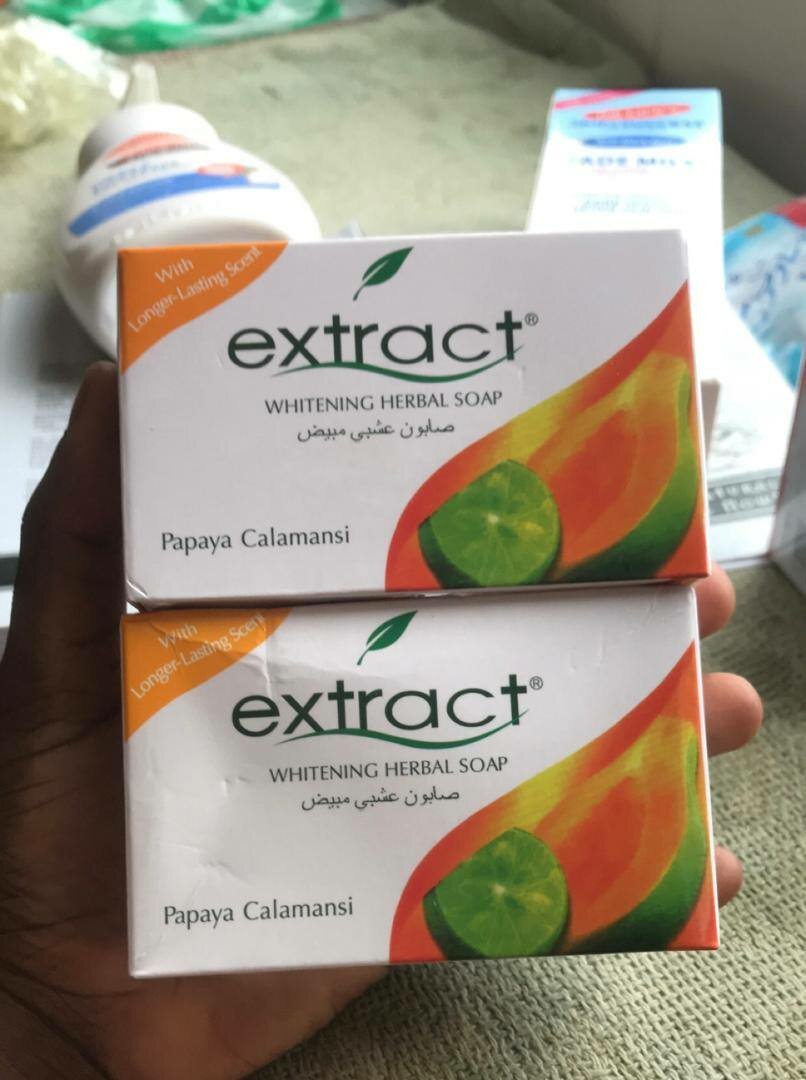 With
Longer-Lasting Scent
extract®
WHITENING HERBAL SOAP
صابون عشبي مبيض
Papaya Calamansi
With
Longer-Lasting Scent
extract®
WHITENING HERBAL SOAP
صابون عشبي مبيض
Papaya Calamansi